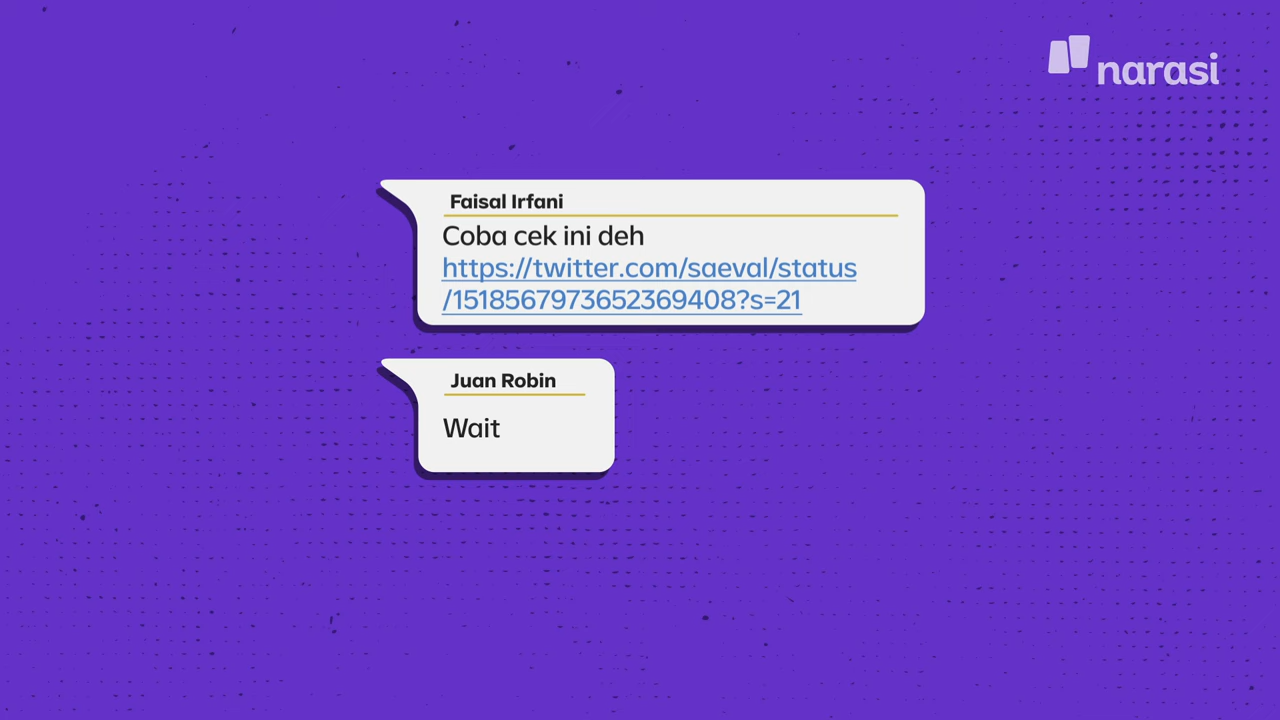 narasi
Faisal Irfani
Coba cek ini deh
https://twitter.com/saeval/status
/1518567973652369408?s=21
Juan Robin
Wait